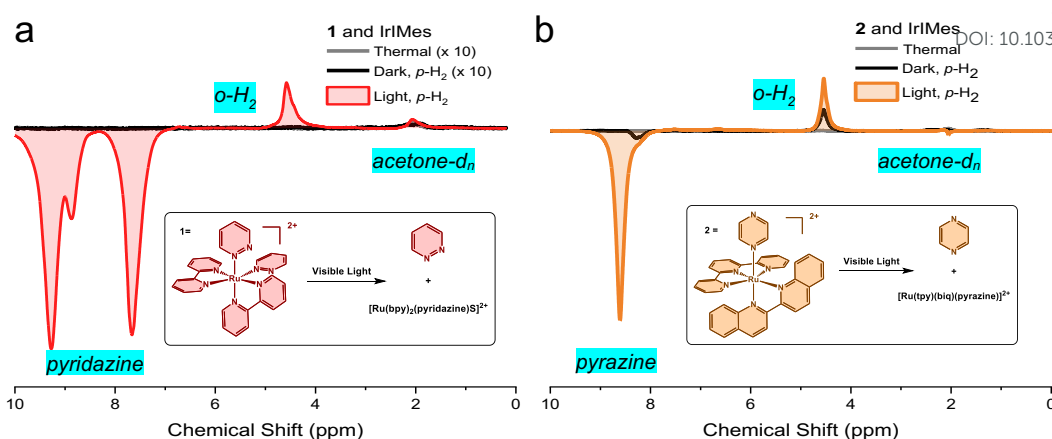 a
1 and IrIMes
Thermal (x 10)
Dark, p-H2 (x 10)
Light, p-H2
o-H2
acetone-dn
pyridazine
1=
2+
N
N
N
N
N
N
Ru
N
N
Visible Light
N
N
+
[Ru(bpy)2(pyridazine)S]2+
10
8
6
4
2
0
Chemical Shift (ppm)
b
2 and IrIMes
DOI: 10.103
Thermal
Dark, p-H2
Light, p-H2
o-H2
acetone-dn
pyrazine
2 =
2+
N
N
N
N
N
Ru
N
N
Visible Light
N
N
+
[Ru(tpy)(biq)(pyrazine)]2+
10
8
6
4
2
0
Chemical Shift (ppm)